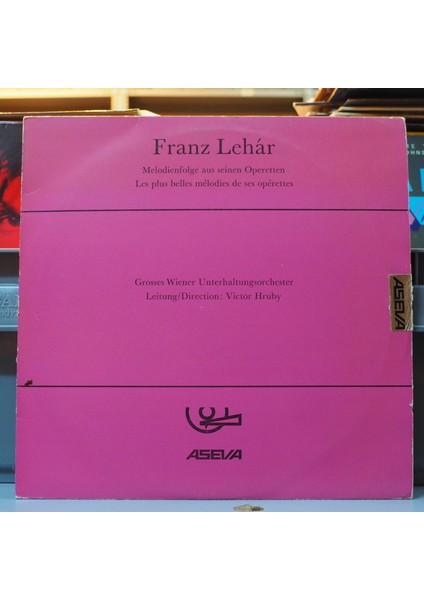 Franz Lehár
Melodienfolge aus seinen Operetten
Les plus belles mélodies de ses opérettes
Grosses Wiener Unterhaltungsorchester
Leitung/Direction: Victor Hruby
ASEVA
ASEVA